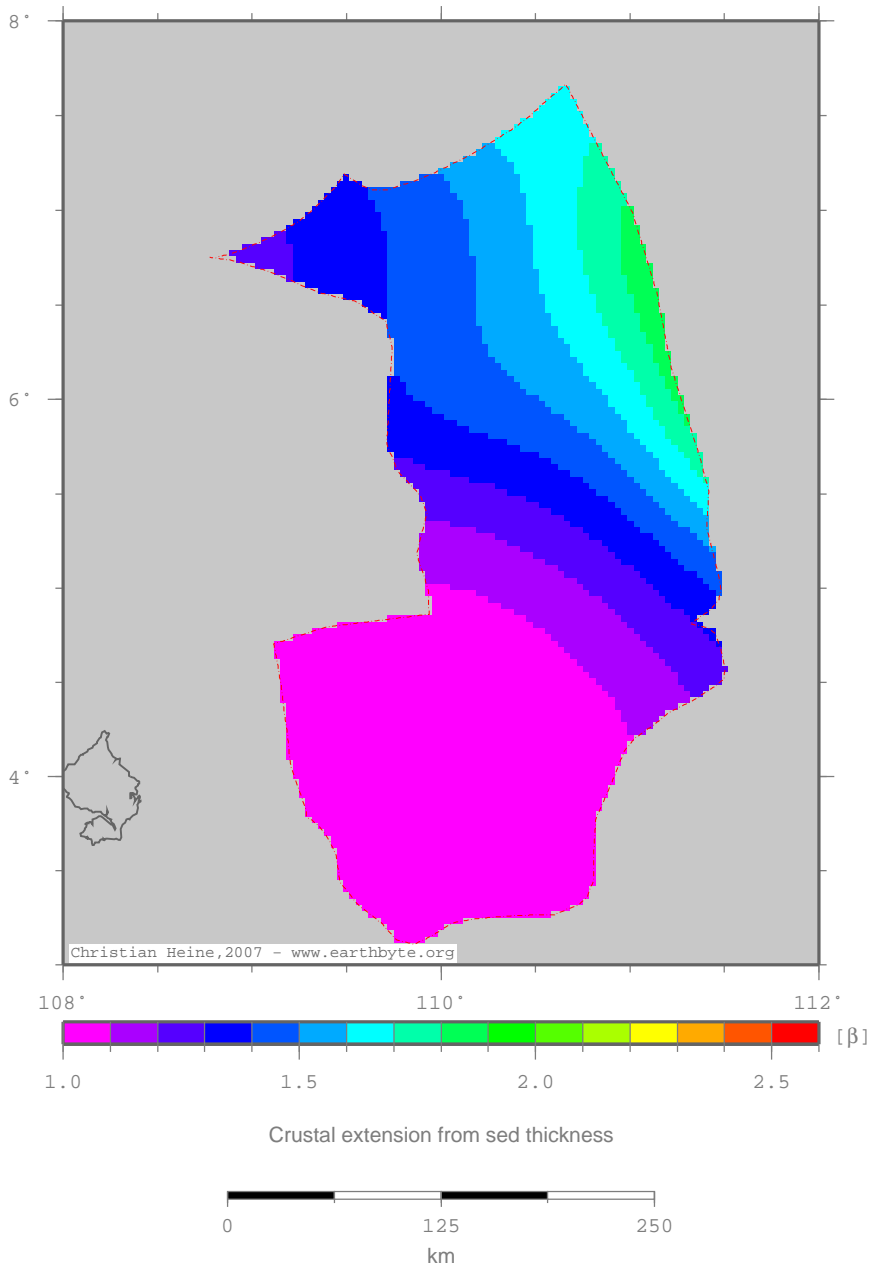 8°
6°
4°
Christian Heine,2007 - www.earthbyte.org
108° 110° 112°
[β]
1.0 1.5 2.0 2.5
Crustal extension from sed thickness
0 125 250
km